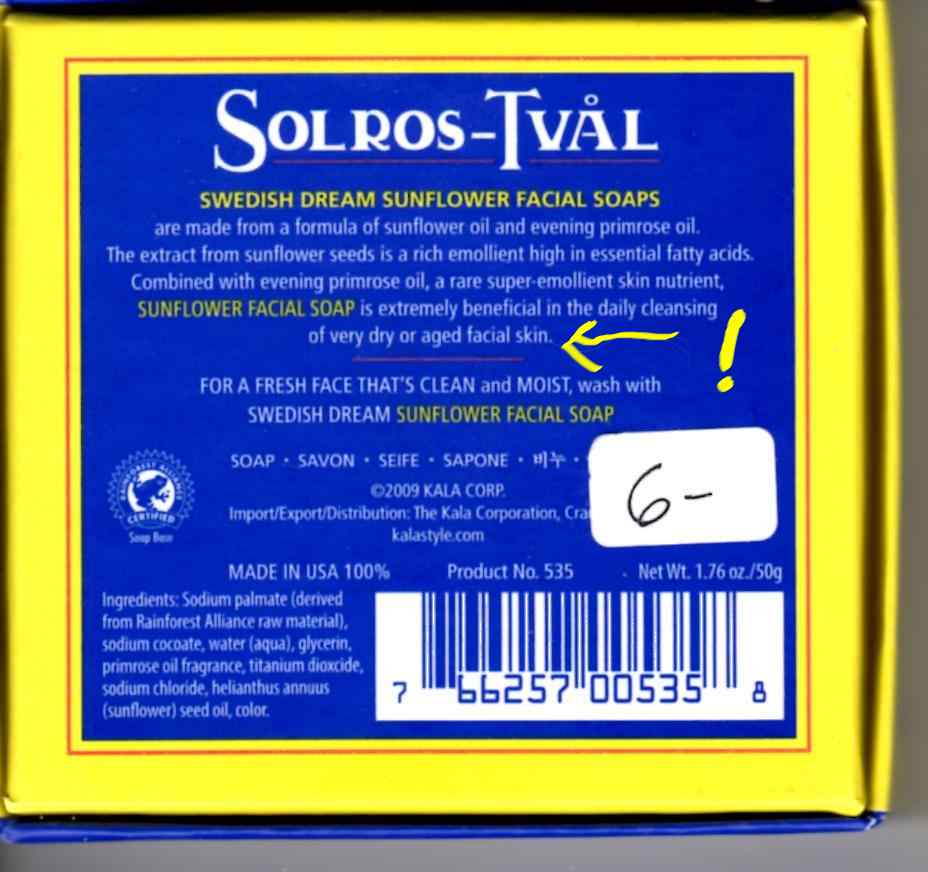 SOLROS-TVÅL
SWEDISH DREAM SUNFLOWER FACIAL SOAPS
are made from a formula of sunflower oil and evening primrose oil.
The extract from sunflower seeds is a rich emollient high in essential fatty acids.
Combined with evening primrose oil, a rare super-emollient skin nutrient,
SUNFLOWER FACIAL SOAP is extremely beneficial in the daily cleansing
of very dry or aged facial skin.
!
FOR A FRESH FACE THAT'S CLEAN and MOIST, wash with
SWEDISH DREAM SUNFLOWER FACIAL SOAP
SOAP • SAVON • SEIFE • SAPONE • 비누 •
6-
©2009 KALA CORP.
Import/Export/Distribution: The Kala Corporation,
kalastyle.com
RAINFOREST ALLIANCE
CERTIFIED
Soap Base
MADE IN USA 100% Product No. 535 Net Wt. 1.76 oz./50g
Ingredients: Sodium palmate (derived
from Rainforest Alliance raw material),
sodium cocoate, water (aqua), glycerin,
primrose oil fragrance, titanium dioxcide,
sodium chloride, helianthus annuus
(sunflower) seed oil, color.
7 66257 00535 8